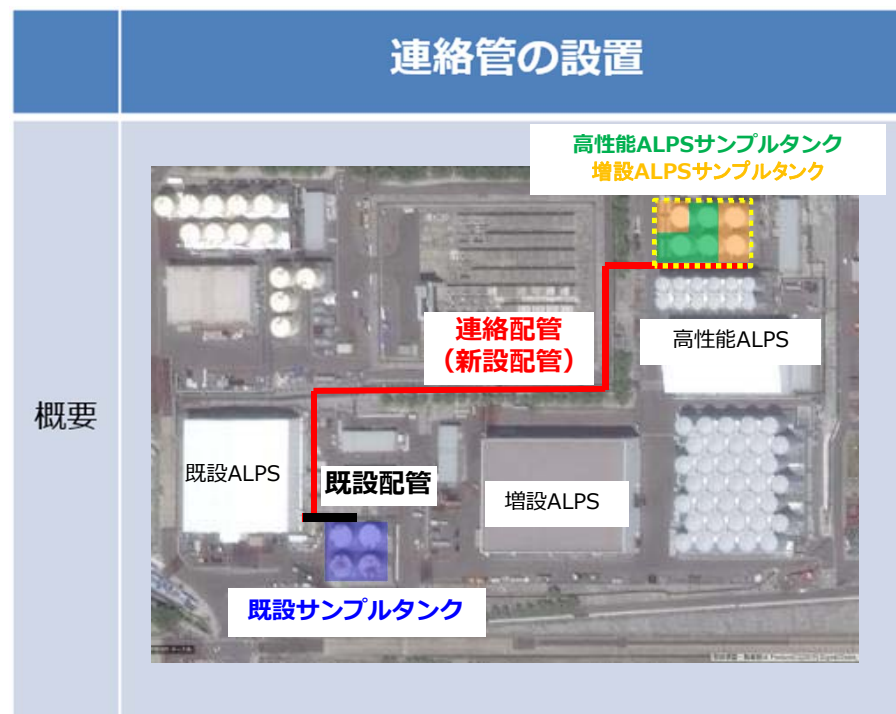 連絡管の設置
概要
高性能ALPSサンプルタンク
増設ALPSサンプルタンク
連絡配管
（新設配管）
高性能ALPS
既設ALPS
既設配管
増設ALPS
既設サンプルタンク